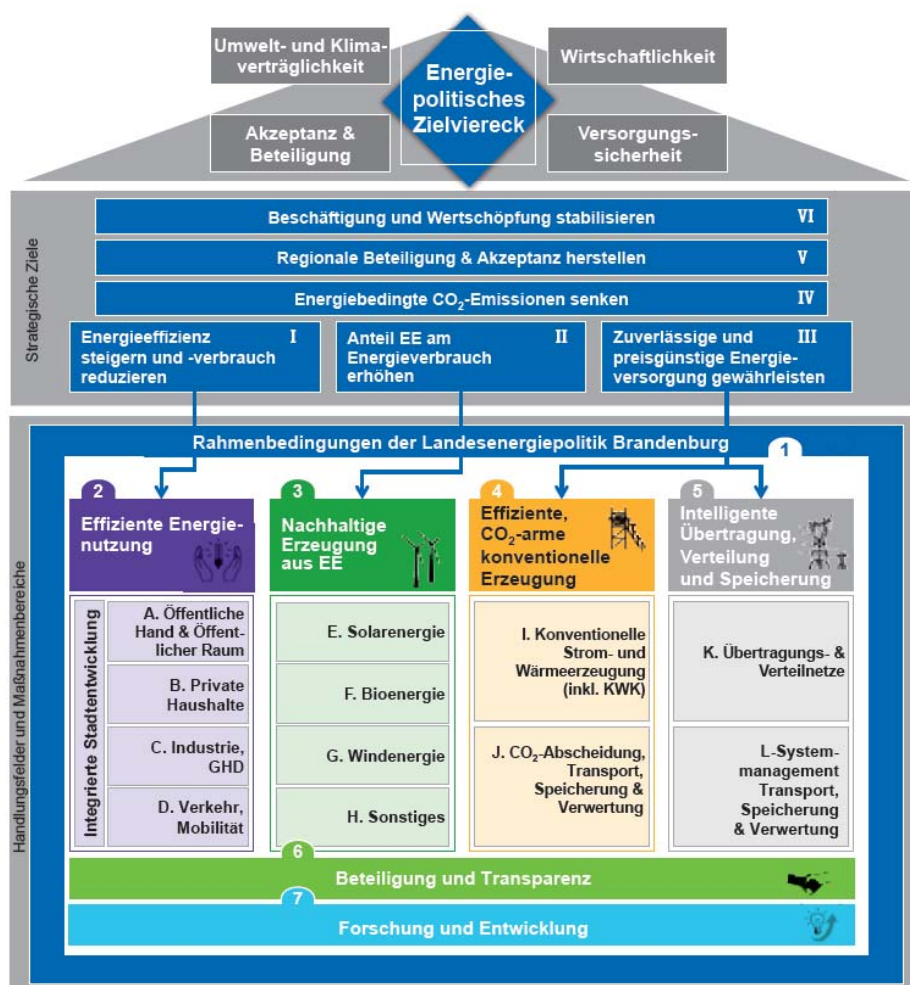 Umwelt- und Klima-
verträglichkeit
Wirtschaftlichkeit
Energie-
politisches
Zielviereck
Akzeptanz &
Beteiligung
Versorgungs-
sicherheit
Strategische Ziele
Beschäftigung und Wertschöpfung stabilisieren VI
Regionale Beteiligung & Akzeptanz herstellen V
Energiebedingte CO₂-Emissionen senken IV
Energieeffizienz I
steigern und -verbrauch
reduzieren
Anteil EE am II
Energieverbrauch
erhöhen
Zuverlässige und III
preisgünstige Energie-
versorgung gewährleisten
Handlungsfelder und Maßnahmenbereiche
Rahmenbedingungen der Landesenergiepolitik Brandenburg
1
2
Effiziente Energie-
nutzung
Integrierte Stadtentwicklung
A. Öffentliche
Hand & Öffent-
licher Raum
B. Private
Haushalte
C. Industrie,
GHD
D. Verkehr,
Mobilität
3
Nachhaltige
Erzeugung
aus EE
E. Solarenergie
F. Bioenergie
G. Windenergie
H. Sonstiges
4
Effiziente,
CO₂-arme
konventionelle
Erzeugung
I. Konventionelle
Strom- und
Wärmeerzeugung
(inkl. KWK)
J. CO₂-Abscheidung,
Transport,
Speicherung &
Verwertung
5
Intelligente
Übertragung,
Verteilung
und Speicherung
K. Übertragungs- &
Verteilnetze
L-System-
management
Transport,
Speicherung
& Verwertung
6
Beteiligung und Transparenz
7
Forschung und Entwicklung